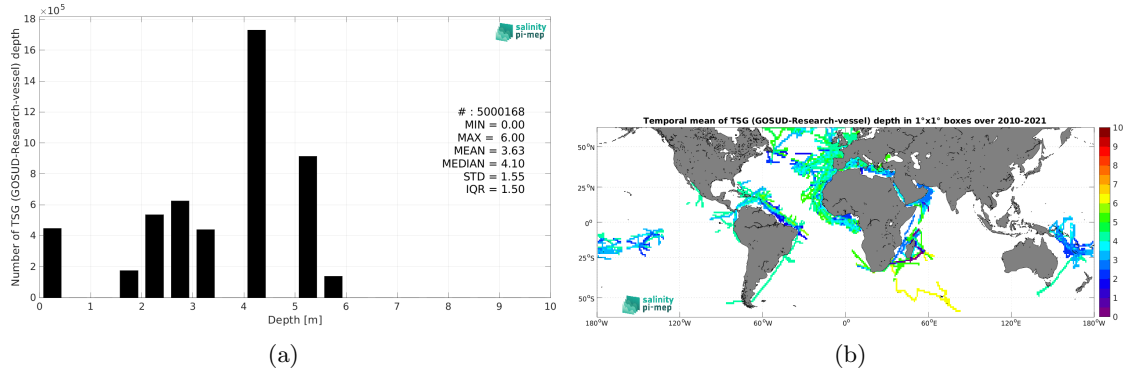 ×10⁵
18
16
14
12
10
8
6
4
2
0
Number of TSG (GOSUD-Research-vessel) depth
salinity
pi-mep
# : 5000168
MIN = 0.00
MAX = 6.00
MEAN = 3.63
MEDIAN = 4.10
STD = 1.55
IQR = 1.50
0 1 2 3 4 5 6 7 8 9 10
Depth [m]
(a)
Temporal mean of TSG (GOSUD-Research-vessel) depth in 1°x1° boxes over 2010-2021
50°N
25°N
0°
25°S
50°S
salinity
pi-mep
180°W 120°W 60°W 0° 60°E 120°E 180°E
10
9
8
7
6
5
4
3
2
1
0
(b)